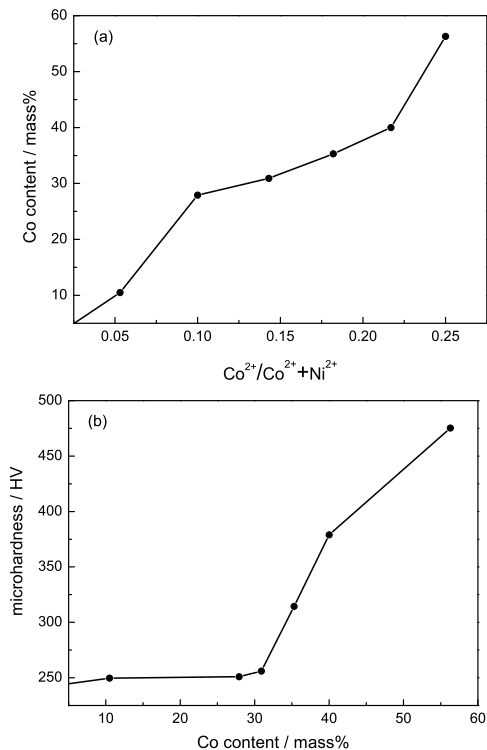 60
(a)
50
40
30
20
10
Co content / mass%
0.05 0.10 0.15 0.20 0.25
Co²⁺/Co²⁺+Ni²⁺
500
(b)
450
400
350
300
250
microhardness / HV
10 20 30 40 50 60
Co content / mass%